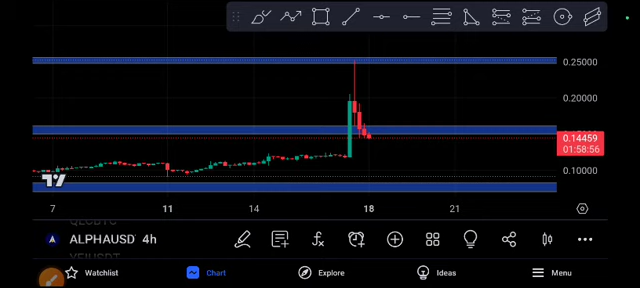 0.25000
0.20000
0.14459
01:58:56
0.10000
7 11 14 18 21
ALPHAUSDT 4h
Watchlist Chart Explore Ideas Menu